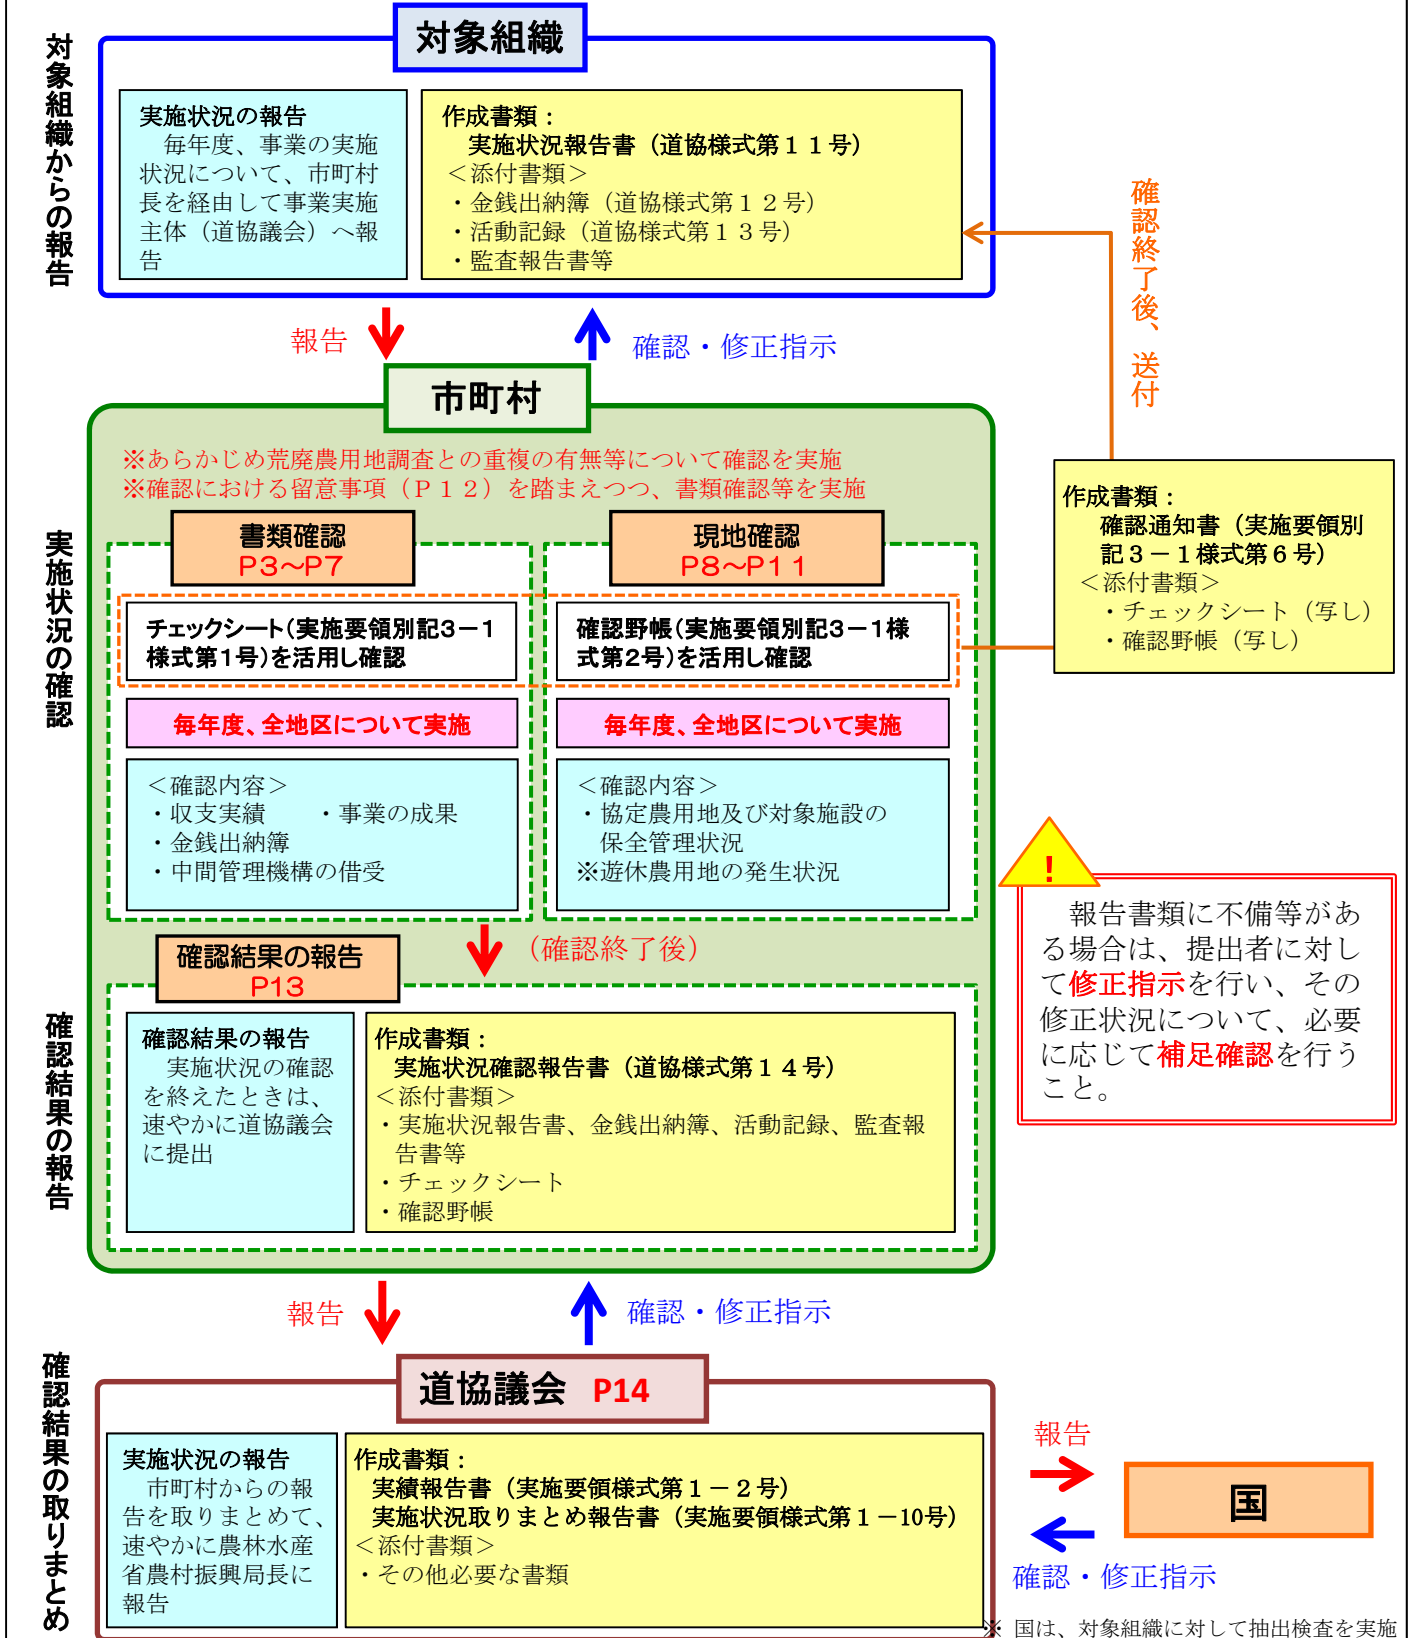 対象組織からの報告
対象組織
実施状況の報告
毎年度、事業の実施
状況について、市町村
長を経由して事業実施
主体（道協議会）へ報
告
作成書類：
実施状況報告書（道協様式第１１号）
＜添付書類＞
・金銭出納簿（道協様式第１２号）
・活動記録（道協様式第１３号）
・監査報告書等
確認終了後、送付
報告
確認・修正指示
実施状況の確認
市町村
※あらかじめ荒廃農用地調査との重複の有無等について確認を実施
※確認における留意事項（Ｐ１２）を踏まえつつ、書類確認等を実施
書類確認
P3～P7
チェックシート（実施要領別記３－１
様式第１号）を活用し確認
毎年度、全地区について実施
＜確認内容＞
・収支実績　　・事業の成果
・金銭出納簿
・中間管理機構の借受
現地確認
P8～P11
確認野帳（実施要領別記３－１様
式第２号）を活用し確認
毎年度、全地区について実施
＜確認内容＞
・協定農用地及び対象施設の
保全管理状況
※遊休農用地の発生状況
作成書類：
確認通知書（実施要領別
記３－１様式第６号）
＜添付書類＞
・チェックシート（写し）
・確認野帳（写し）
!
報告書類に不備等があ
る場合は、提出者に対し
て修正指示を行い、その
修正状況について、必要
に応じて補足確認を行う
こと。
（確認終了後）
確認結果の報告
確認結果の報告
P13
確認結果の報告
実施状況の確認
を終えたときは、
速やかに道協議会
に提出
作成書類：
実施状況確認報告書（道協様式第１４号）
＜添付書類＞
・実施状況報告書、金銭出納簿、活動記録、監査報
告書等
・チェックシート
・確認野帳
報告
確認・修正指示
確認結果の取りまとめ
道協議会 P14
実施状況の報告
市町村からの報
告を取りまとめて、
速やかに農林水産
省農村振興局長に
報告
作成書類：
実績報告書（実施要領様式第１－２号）
実施状況取りまとめ報告書（実施要領様式第１－10号）
＜添付書類＞
・その他必要な書類
報告
国
確認・修正指示
※ 国は、対象組織に対して抽出検査を実施